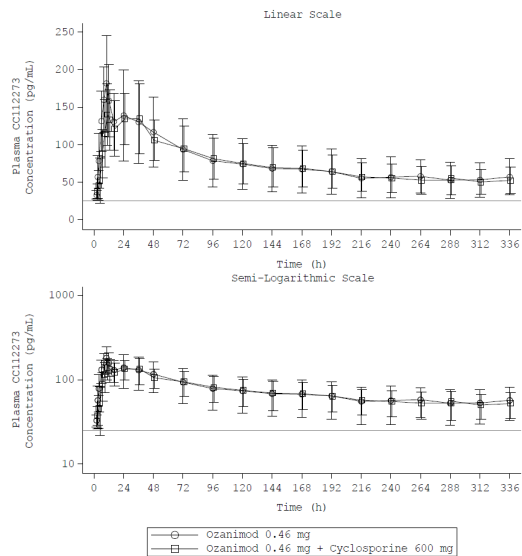 Linear Scale
Plasma CC112273
Concentration (pg/mL)
250
200
150
100
50
0
0 24 48 72 96 120 144 168 192 216 240 264 288 312 336
Time (h)
Semi-Logarithmic Scale
Plasma CC112273
Concentration (pg/mL)
1000
100
10
0 24 48 72 96 120 144 168 192 216 240 264 288 312 336
Time (h)
Ozanimod 0.46 mg
Ozanimod 0.46 mg + Cyclosporine 600 mg